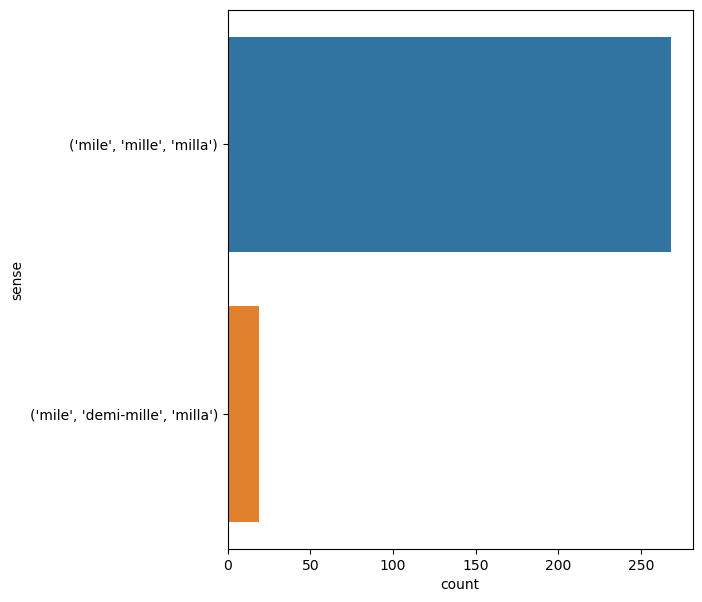 ('mile', 'mille', 'milla')
sense
('mile', 'demi-mille', 'milla')
0 50 100 150 200 250
count